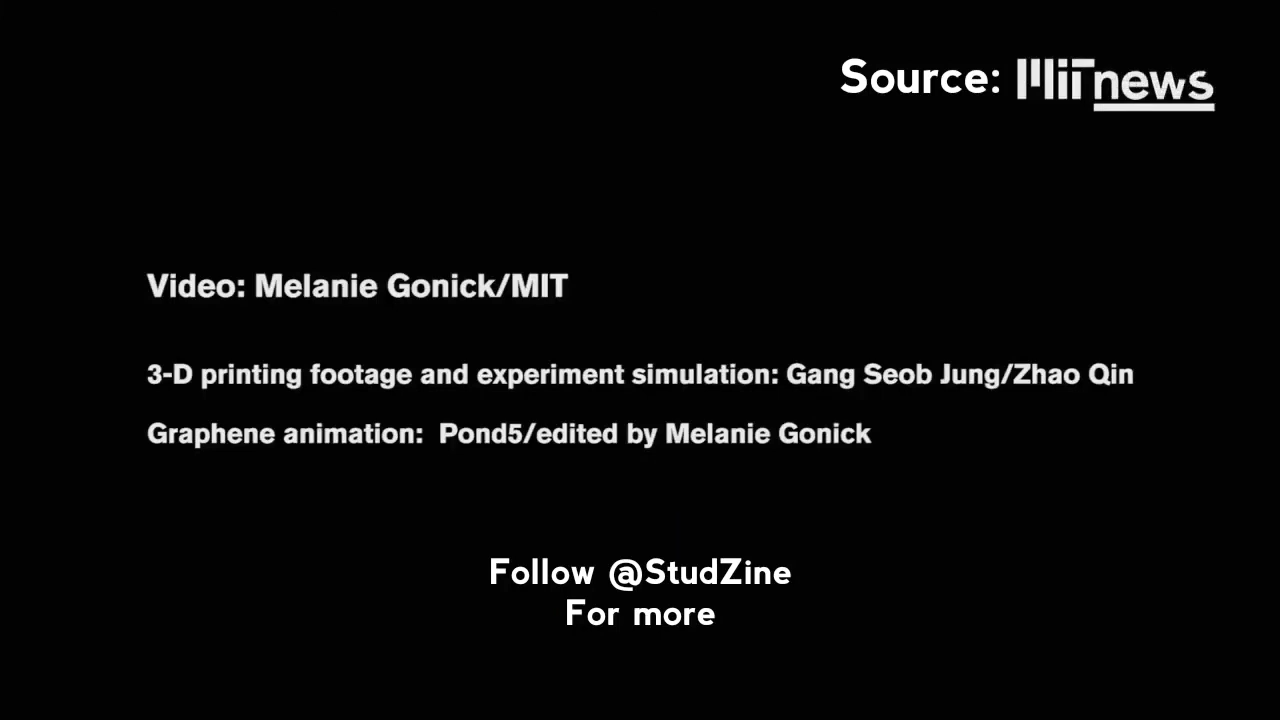 Source: MIT news
Video: Melanie Gonick/MIT
3-D printing footage and experiment simulation: Gang Seob Jung/Zhao Qin
Graphene animation:  Pond5/edited by Melanie Gonick
Follow @StudZine
For more